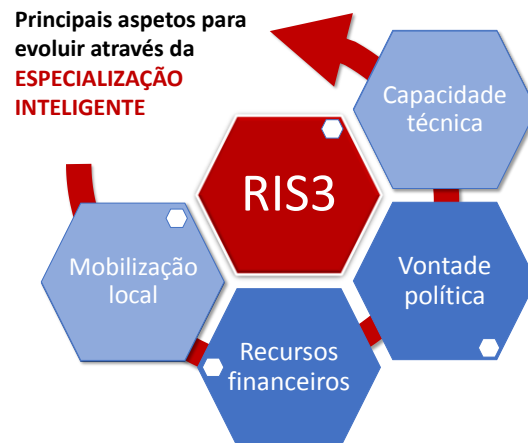 Principais aspetos para
evoluir através da
ESPECIALIZAÇÃO
INTELIGENTE
Capacidade
técnica
RIS3
Mobilização
local
Vontade
política
Recursos
financeiros